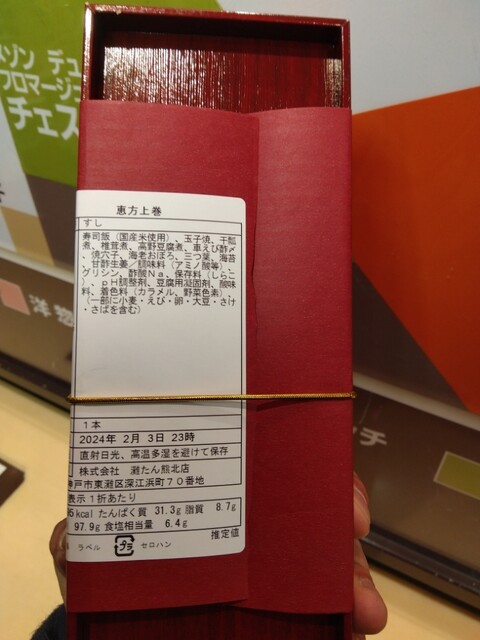 スゾン デュ
フロマージュ
チェス
洋惣
ッチ
恵方上巻
すし
寿司飯（国産米使用）、玉子焼、干瓢
煮、椎茸煮、高野豆腐煮、車えび酢〆
、焼穴子、海老おぼろ、三つ葉、海苔
、甘酢生姜／調味料（アミノ酸等）、
グリシン、酢酸Ｎａ、保存料（しらこ
）、ｐＨ調整剤、豆腐用凝固剤、酸味
料、着色料（カラメル、野菜色素）、
（一部に小麦・えび・卵・大豆・さけ
・さばを含む）
１本
2024年 2月 3日 23時
直射日光、高温多湿を避けて保存
株式会社 灘たん熊北店
神戸市東灘区深江浜町７０番地
表示１折あたり
kcal たんぱく質 31.3g 脂質 8.7g
97.9g 食塩相当量 6.4g
推定値
ラベル プラ セロハン